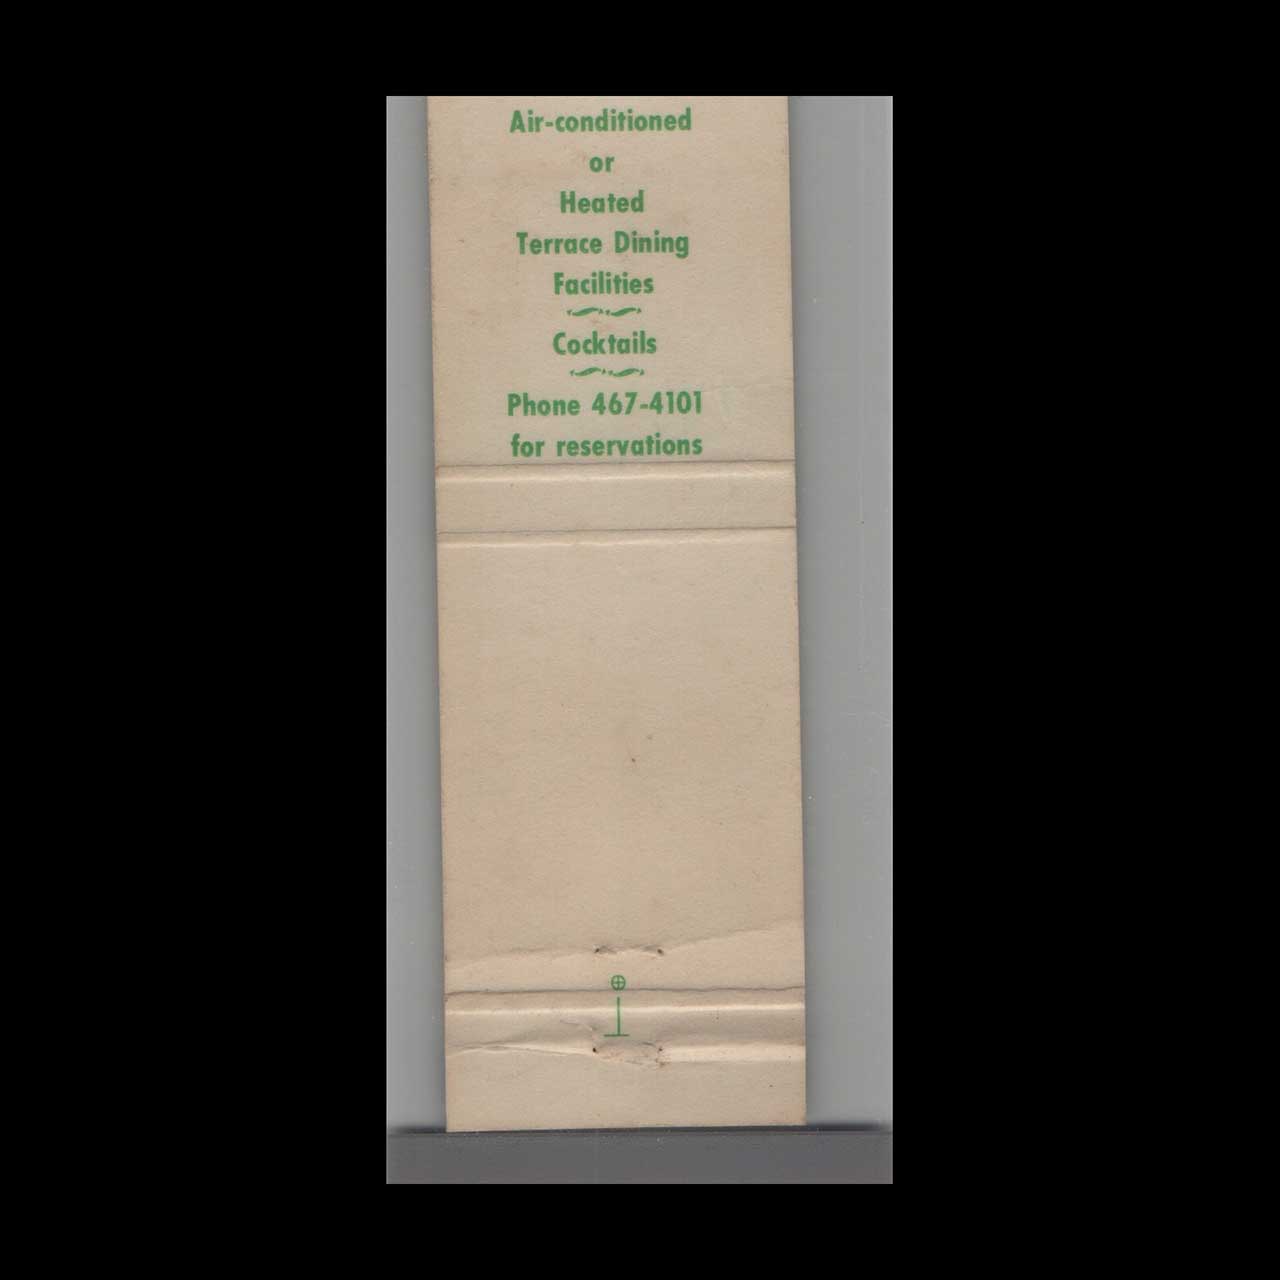 Air-conditioned
or
Heated
Terrace Dining
Facilities
Cocktails
Phone 467-4101
for reservations